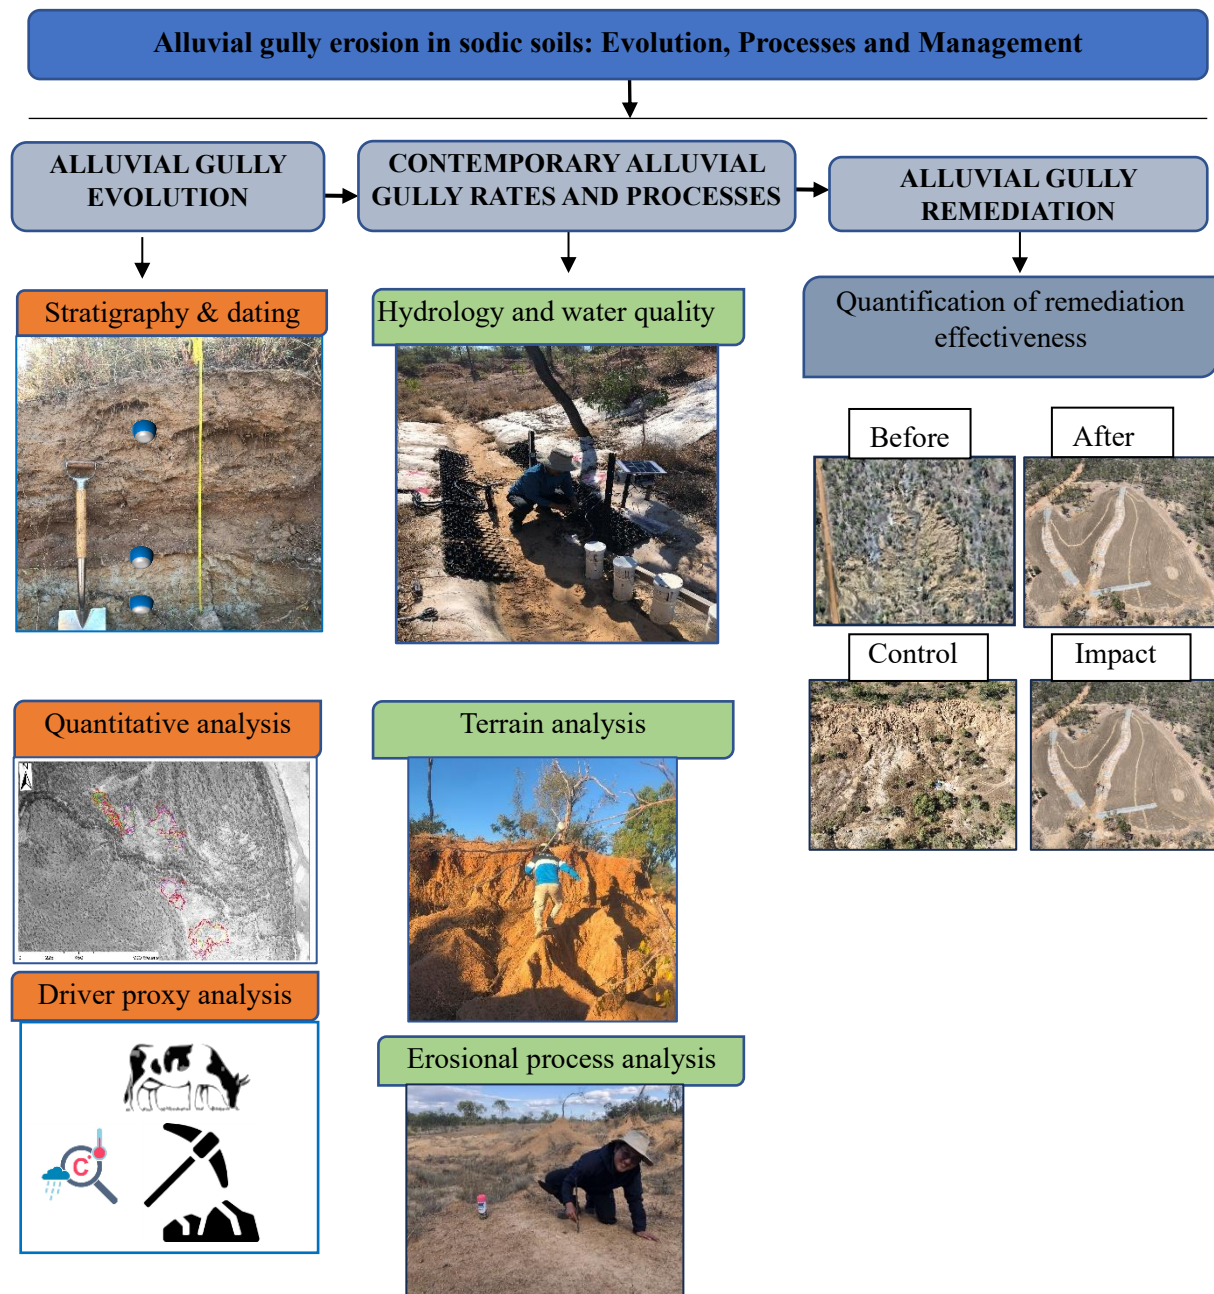 Alluvial gully erosion in sodic soils: Evolution, Processes and Management
ALLUVIAL GULLY
EVOLUTION
CONTEMPORARY ALLUVIAL
GULLY RATES AND PROCESSES
ALLUVIAL GULLY
REMEDIATION
Stratigraphy & dating
Quantitative analysis
N
Driver proxy analysis
C
Hydrology and water quality
Terrain analysis
Erosional process analysis
Quantification of remediation
effectiveness
Before
After
Control
Impact